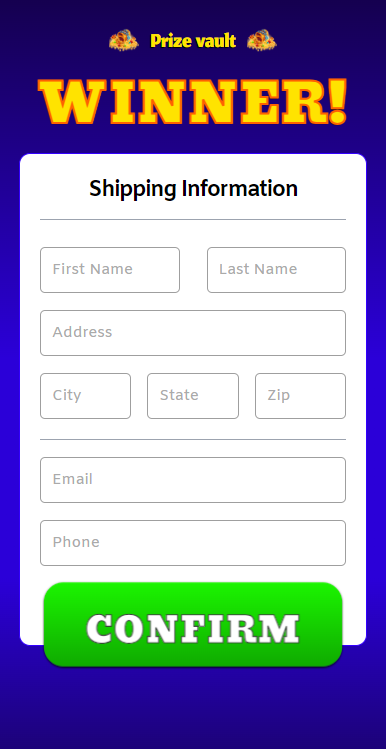 Prize vault
WINNER!
Shipping Information
First Name Last Name
Address
City State Zip
Email
Phone
CONFIRM